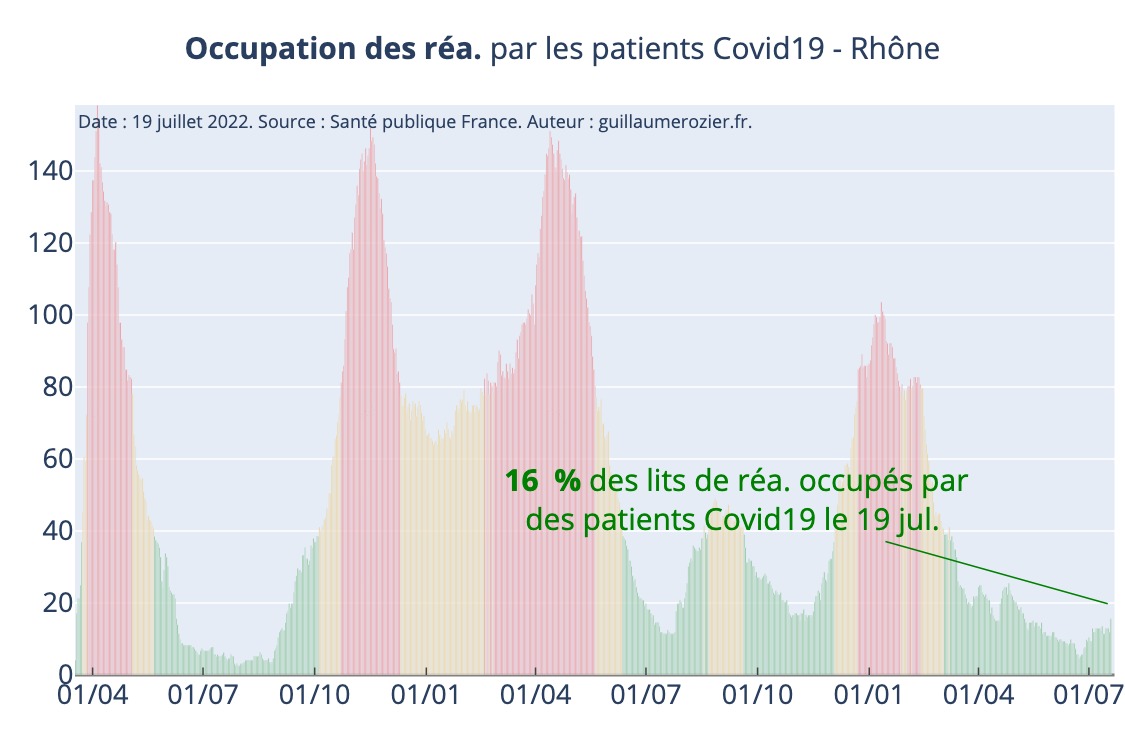 Occupation des réa. par les patients Covid19 - Rhône
Date : 19 juillet 2022. Source : Santé publique France. Auteur : guillaumerozier.fr.
140
120
100
80
60
40
20
0
16 % des lits de réa. occupés par
des patients Covid19 le 19 jul.
01/04 01/07 01/10 01/01 01/04 01/07 01/10 01/01 01/04 01/07